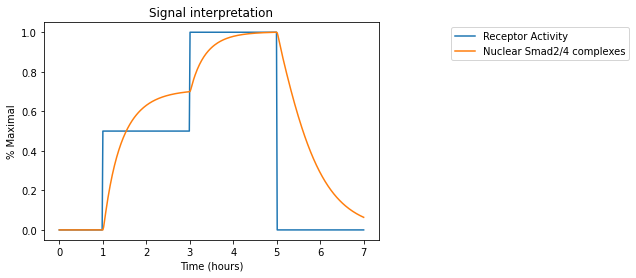 Signal interpretation
Receptor Activity
Nuclear Smad2/4 complexes
% Maximal
1.0
0.8
0.6
0.4
0.2
0.0
0 1 2 3 4 5 6 7
Time (hours)